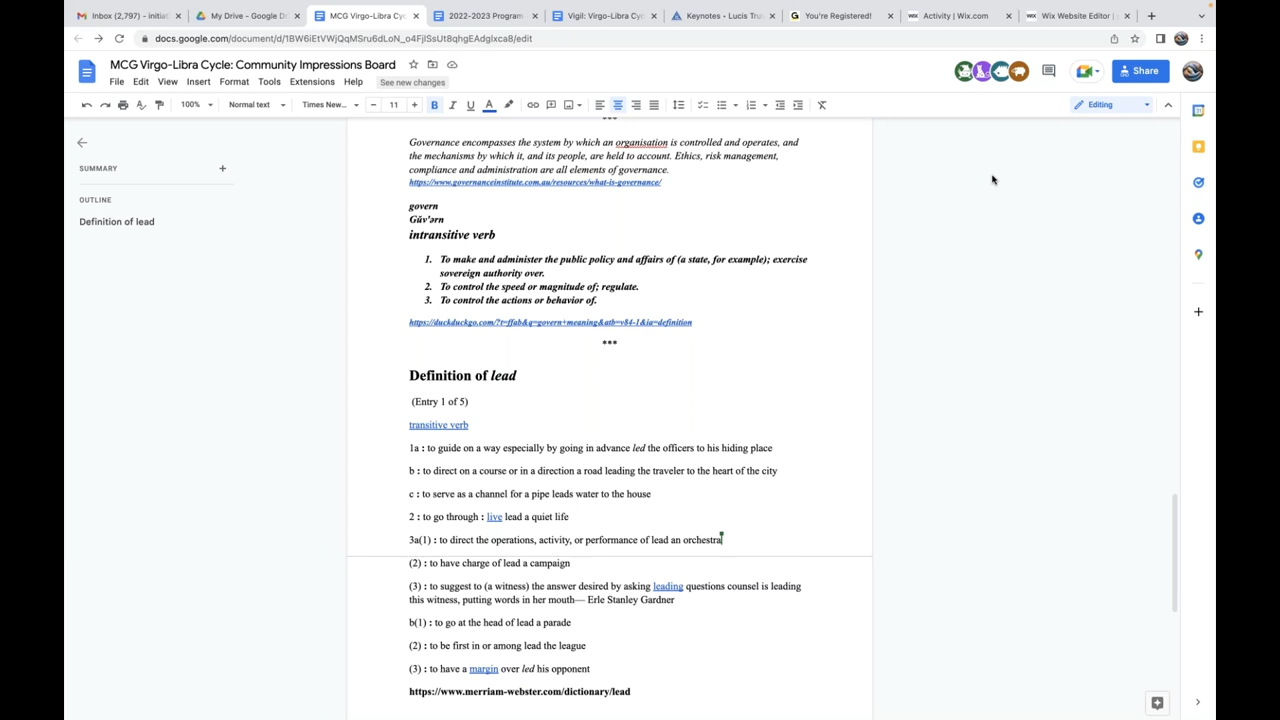 Inbox (2,797) - initiat
My Drive - Google Dr
MCG Virgo-Libra Cyc
2022-2023 Program
Vigil: Virgo-Libra Cyc
Keynotes - Lucis Tru
You're Registered!
Activity | Wix.com
Wix Website Editor |
docs.google.com/document/d/1BW6iEtVWjQqMSru6dLoN_o4FjlSsUt8qhgEAdglxca8/edit
MCG Virgo-Libra Cycle: Community Impressions Board
File Edit View Insert Format Tools Extensions Help See new changes
Share
100% Normal text Times New... 11 B I U A Editing
SUMMARY
OUTLINE
Definition of lead
***
Governance encompasses the system by which an organisation is controlled and operates, and
the mechanisms by which it, and its people, are held to account. Ethics, risk management,
compliance and administration are all elements of governance.
https://www.governanceinstitute.com.au/resources/what-is-governance/
govern
Gŭv'ərn
intransitive verb
1. To make and administer the public policy and affairs of (a state, for example); exercise
sovereign authority over.
2. To control the speed or magnitude of; regulate.
3. To control the actions or behavior of.
https://duckduckgo.com/?t=ffab&q=govern+meaning&atb=v84-1&ia=definition
***
Definition of lead
(Entry 1 of 5)
transitive verb
1a : to guide on a way especially by going in advance led the officers to his hiding place
b : to direct on a course or in a direction a road leading the traveler to the heart of the city
c : to serve as a channel for a pipe leads water to the house
2 : to go through : live lead a quiet life
3a(1) : to direct the operations, activity, or performance of lead an orchestra
(2) : to have charge of lead a campaign
(3) : to suggest to (a witness) the answer desired by asking leading questions counsel is leading
this witness, putting words in her mouth— Erle Stanley Gardner
b(1) : to go at the head of lead a parade
(2) : to be first in or among lead the league
(3) : to have a margin over led his opponent
https://www.merriam-webster.com/dictionary/lead